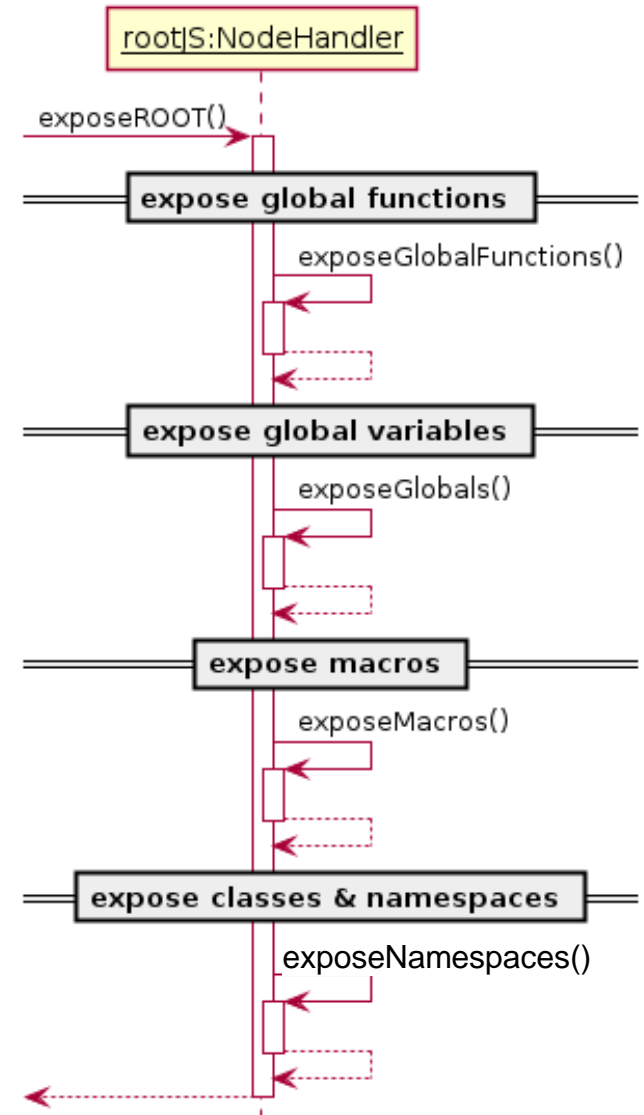 rootJS:NodeHandler
exposeROOT()
expose global functions
exposeGlobalFunctions()
expose global variables
exposeGlobals()
expose macros
exposeMacros()
expose classes & namespaces
exposeNamespaces()